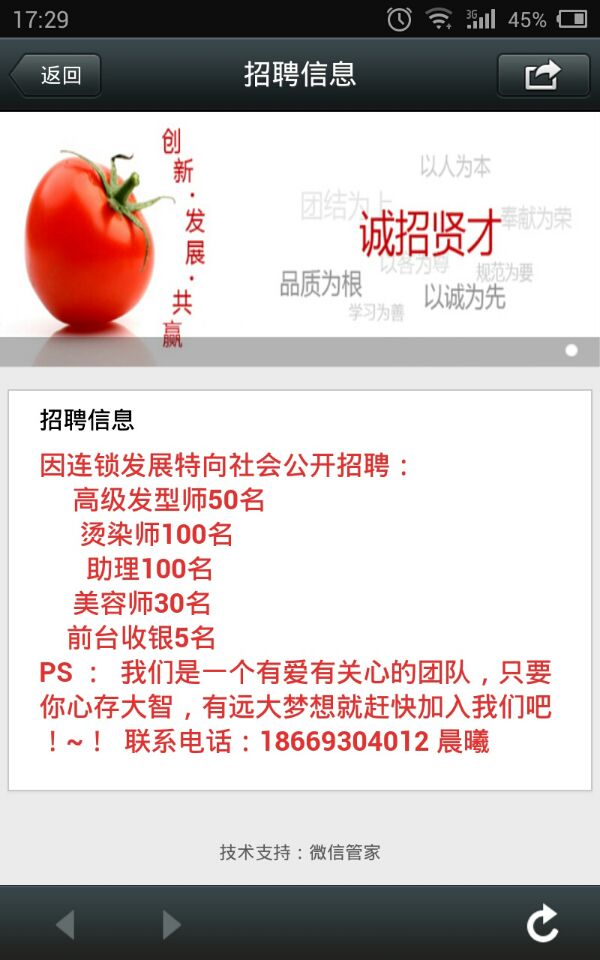 17:29
3G
45%
返回
招聘信息
创新·发展·共赢
以人为本
团结为上
奉献为荣
诚招贤才
以客为尊
规范为要
品质为根
以诚为先
学习为善
招聘信息
因连锁发展特向社会公开招聘：
高级发型师50名
烫染师100名
助理100名
美容师30名
前台收银5名
PS ： 我们是一个有爱有关心的团队，只要
你心存大智，有远大梦想就赶快加入我们吧
！~！ 联系电话：18669304012 晨曦
技术支持：微信管家